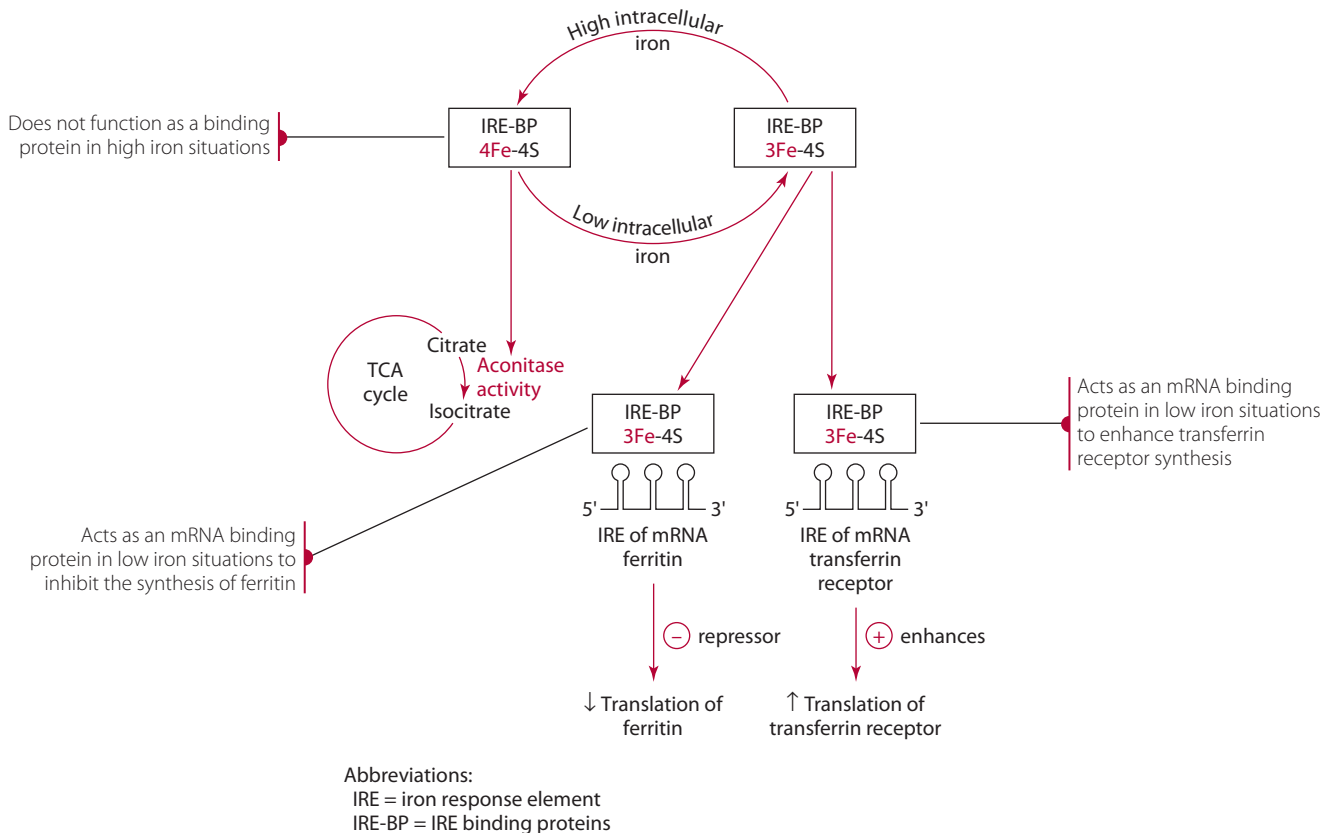 High intracellular
iron
Does not function as a binding
protein in high iron situations
IRE-BP
4Fe-4S
IRE-BP
3Fe-4S
Low intracellular
iron
TCA
cycle
Citrate
Isocitrate
Aconitase
activity
IRE-BP
3Fe-4S
IRE-BP
3Fe-4S
Acts as an mRNA binding
protein in low iron situations
to enhance transferrin
receptor synthesis
5' 3'
IRE of mRNA
ferritin
5' 3'
IRE of mRNA
transferrin
receptor
Acts as an mRNA binding
protein in low iron situations to
inhibit the synthesis of ferritin
− repressor
+ enhances
↓ Translation of
ferritin
↑ Translation of
transferrin receptor
Abbreviations:
IRE = iron response element
IRE-BP = IRE binding proteins